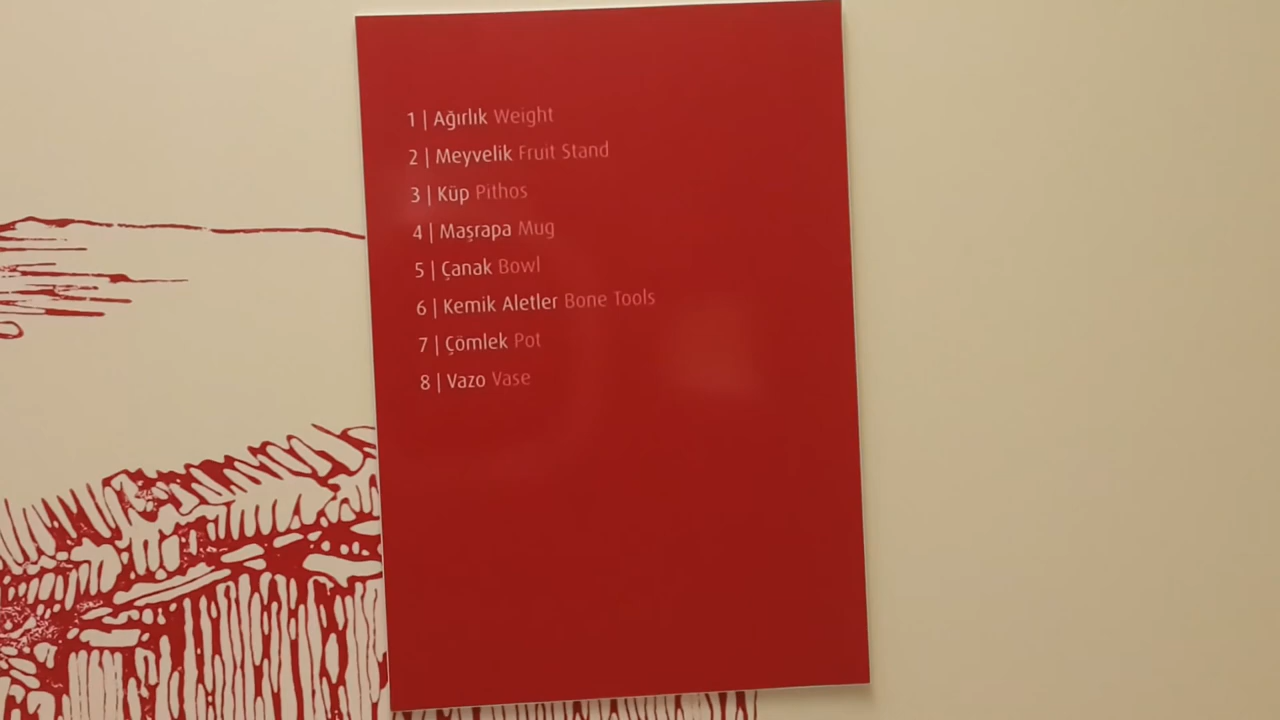 1 | Ağırlık Weight
2 | Meyvelik Fruit Stand
3 | Küp Pithos
4 | Maşrapa Mug
5 | Çanak Bowl
6 | Kemik Aletler Bone Tools
7 | Çömlek Pot
8 | Vazo Vase